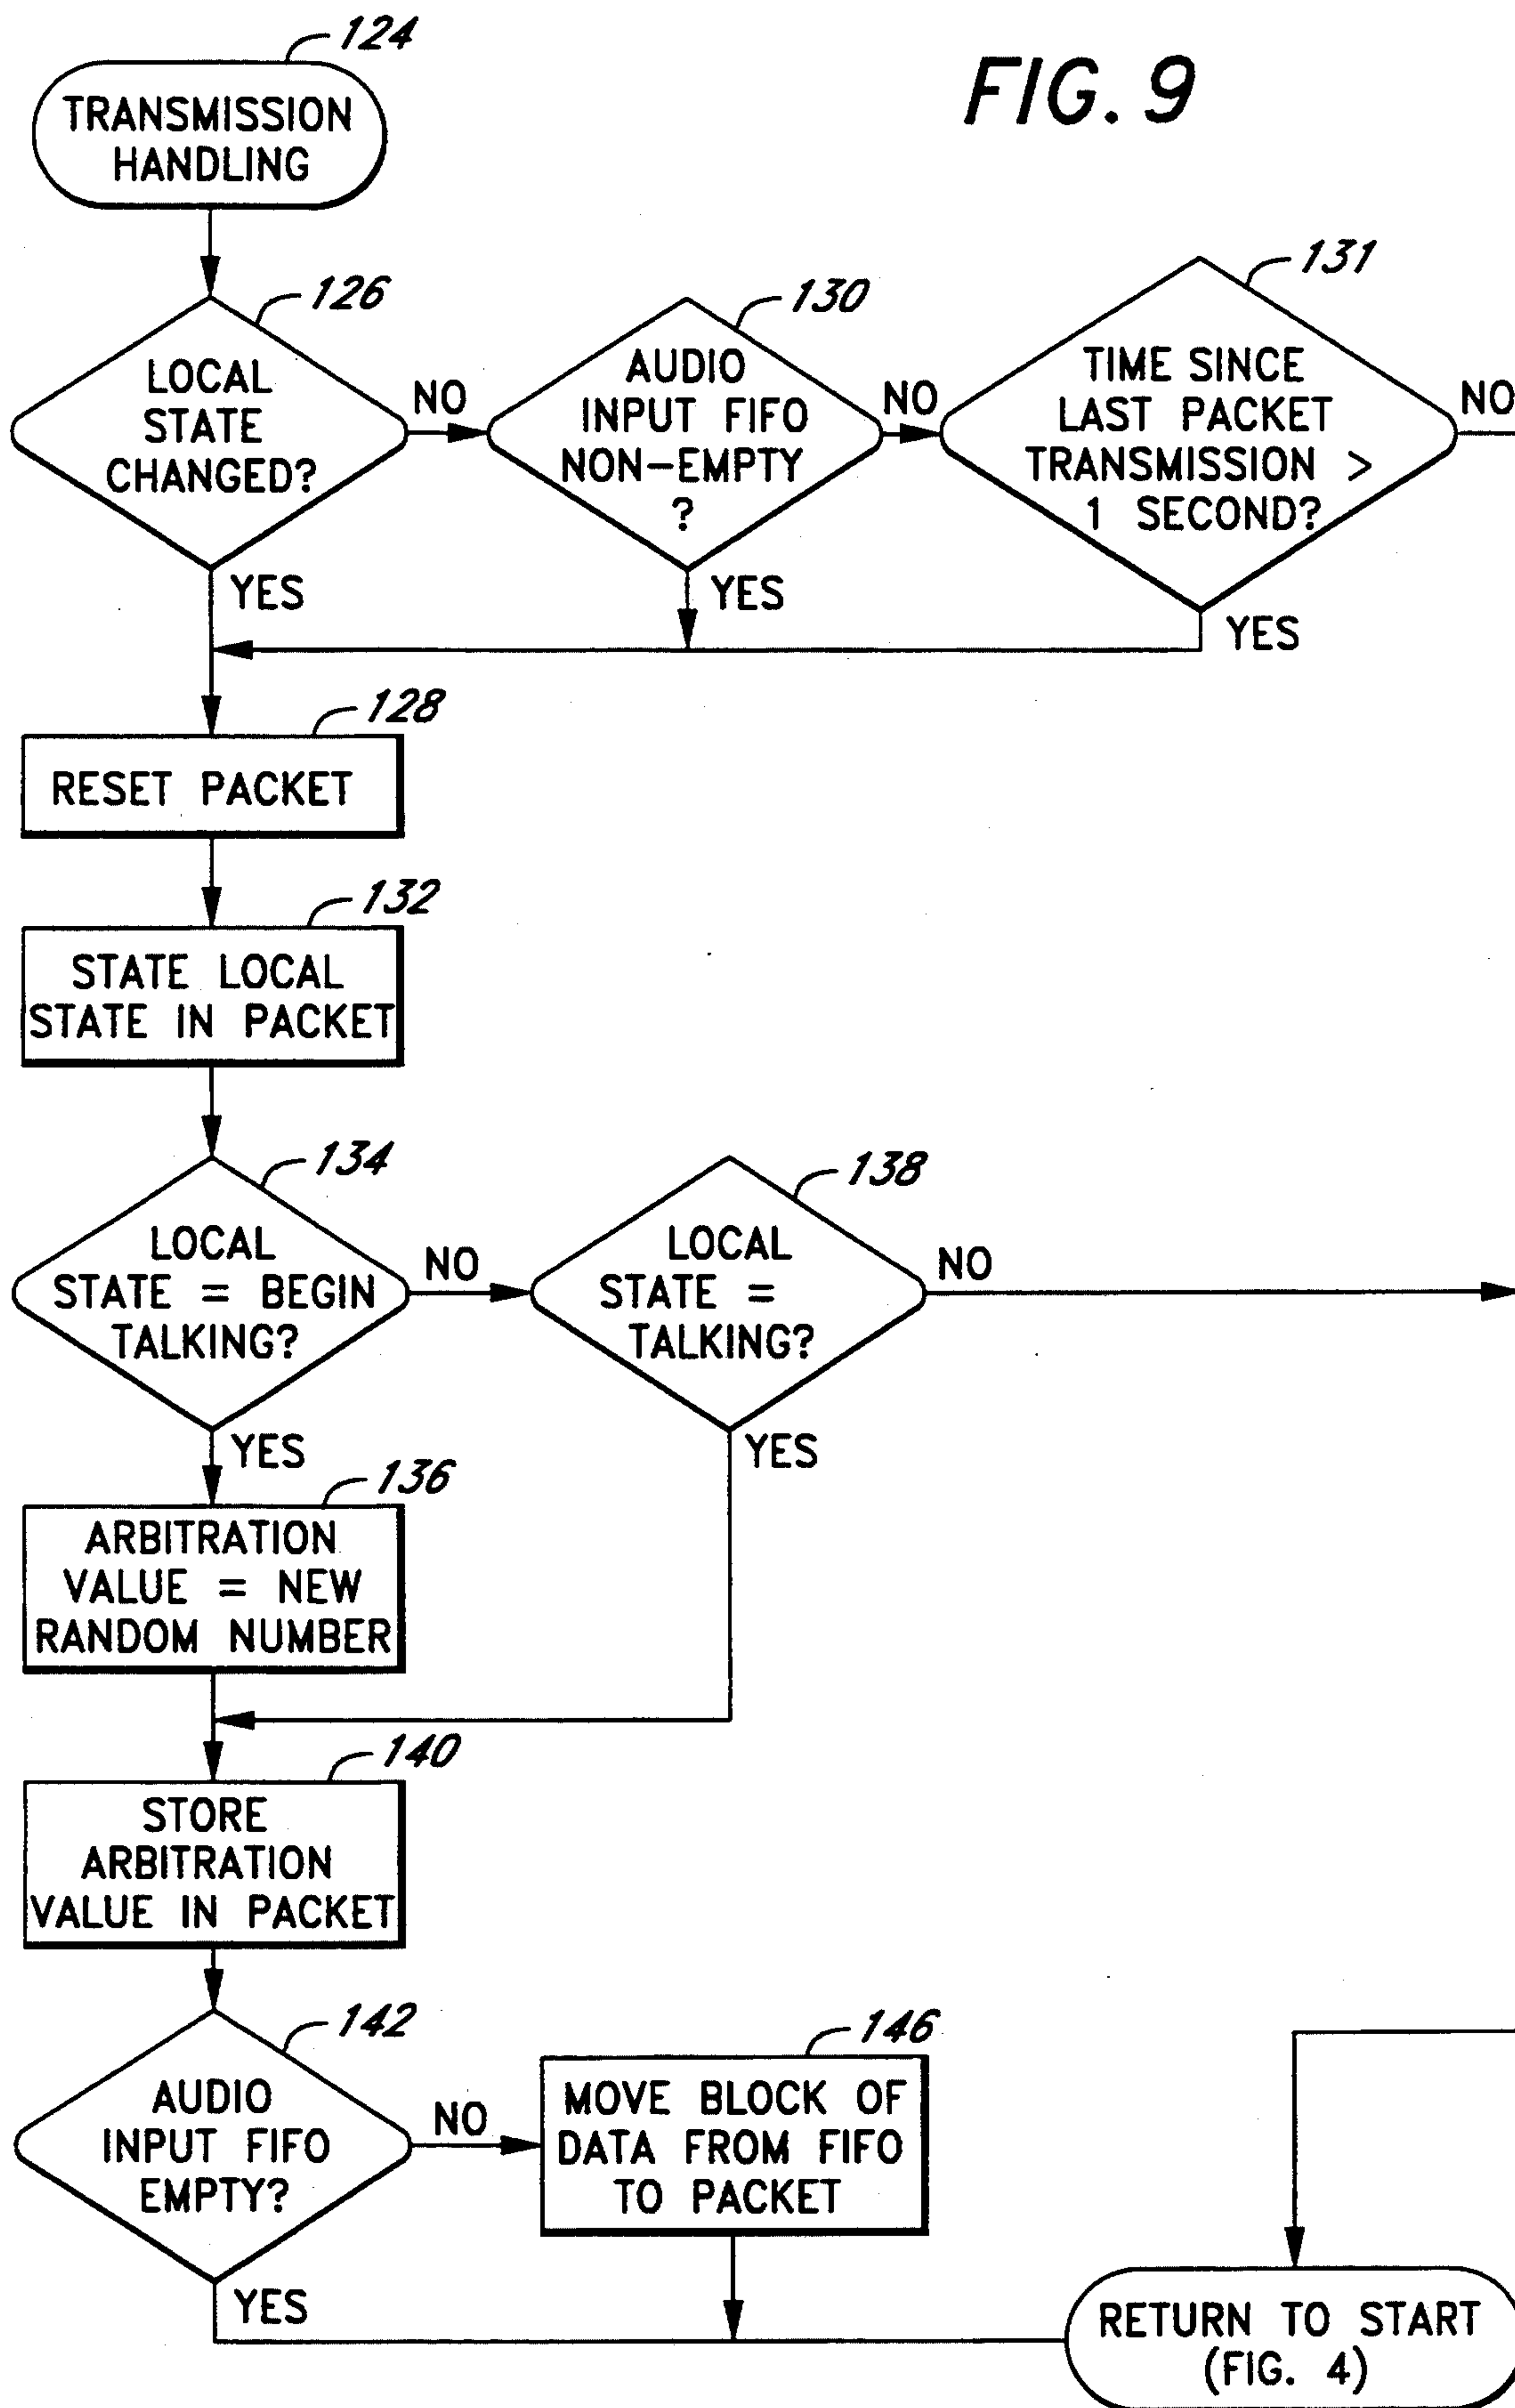 FIG. 9
124
TRANSMISSION
HANDLING
126
LOCAL
STATE
CHANGED?
NO
YES
130
AUDIO
INPUT FIFO
NON-EMPTY
?
NO
YES
131
TIME SINCE
LAST PACKET
TRANSMISSION >
1 SECOND?
NO
YES
128
RESET PACKET
132
STATE LOCAL
STATE IN PACKET
134
LOCAL
STATE = BEGIN
TALKING?
NO
YES
138
LOCAL
STATE =
TALKING?
NO
YES
136
ARBITRATION
VALUE = NEW
RANDOM NUMBER
140
STORE
ARBITRATION
VALUE IN PACKET
142
AUDIO
INPUT FIFO
EMPTY?
NO
YES
146
MOVE BLOCK OF
DATA FROM FIFO
TO PACKET
RETURN TO START
(FIG. 4)